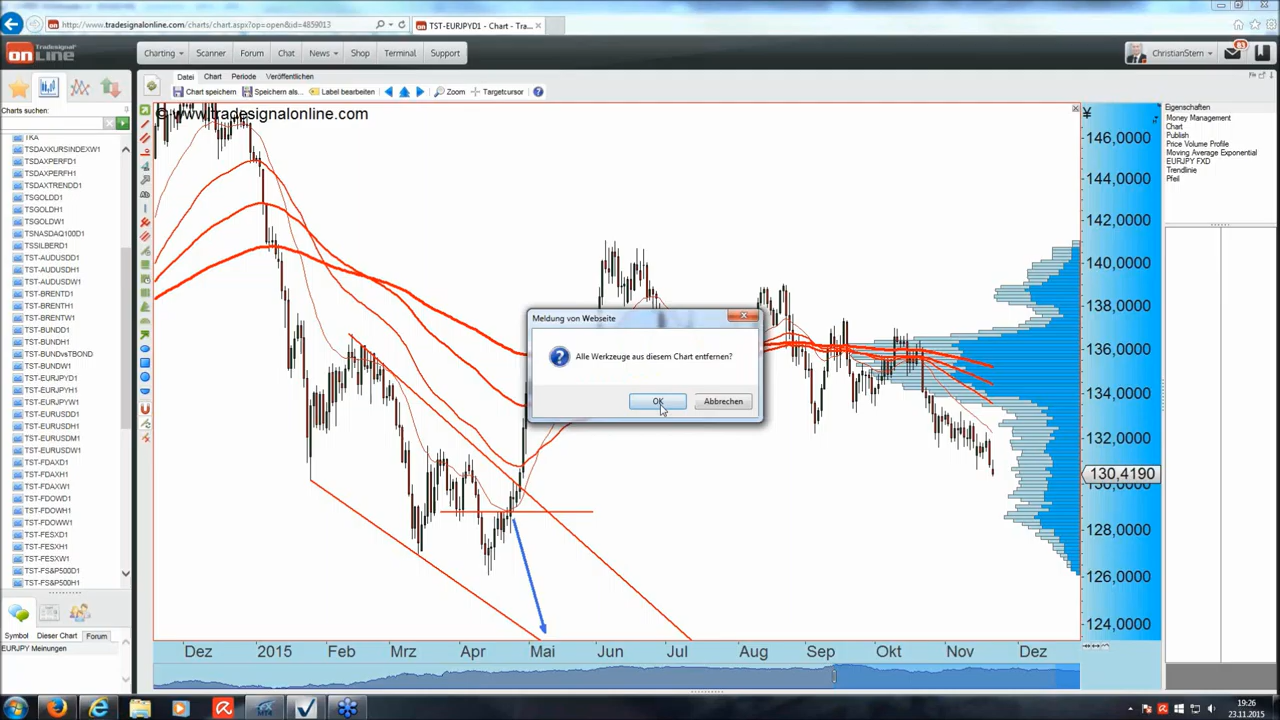 http://www.tradesignalonline.com/charts/chart.aspx?op=open&id=4859013
TST-EURJPYD1 - Chart - Tra...
Tradesignal
on LINE
Charting
Scanner
Forum
Chat
News
Shop
Terminal
Support
ChristianStern
83
Datei
Chart
Periode
Veröffentlichen
Chart speichern
Speichern als...
Label bearbeiten
Zoom
Targetcursor
Charts suchen:
TKA
TSDAXKURSINDEXW1
TSDAXPERFD1
TSDAXPERFH1
TSDAXTRENDD1
TSGOLDD1
TSGOLDH1
TSGOLDW1
TSNASDAQ100D1
TSSILBERD1
TST-AUDUSDD1
TST-AUDUSDH1
TST-AUDUSDW1
TST-BRENTD1
TST-BRENTH1
TST-BRENTW1
TST-BUNDD1
TST-BUNDH1
TST-BUNDvsTBOND
TST-BUNDW1
TST-EURJPYD1
TST-EURJPYH1
TST-EURJPYW1
TST-EURUSDD1
TST-EURUSDH1
TST-EURUSDM1
TST-EURUSDW1
TST-FDAXD1
TST-FDAXH1
TST-FDAXW1
TST-FDOWD1
TST-FDOWH1
TST-FDOWW1
TST-FESXD1
TST-FESXH1
TST-FESXW1
TST-FS&P500D1
TST-FS&P500H1
Symbol
Dieser Chart
Forum
EURJPY Meinungen
© www.tradesignalonline.com
Meldung von Webseite
Alle Werkzeuge aus diesem Chart entfernen?
OK
Abbrechen
¥
146,0000
144,0000
142,0000
140,0000
138,0000
136,0000
134,0000
132,0000
130,4190
130,0000
128,0000
126,0000
124,0000
Dez
2015
Feb
Mrz
Apr
Mai
Jun
Jul
Aug
Sep
Okt
Nov
Dez
Eigenschaften
Money Management
Chart
Publish
Price Volume Profile
Moving Average Exponential
EURJPY FXD
Trendlinie
Pfeil
MT4
19:26
23.11.2015